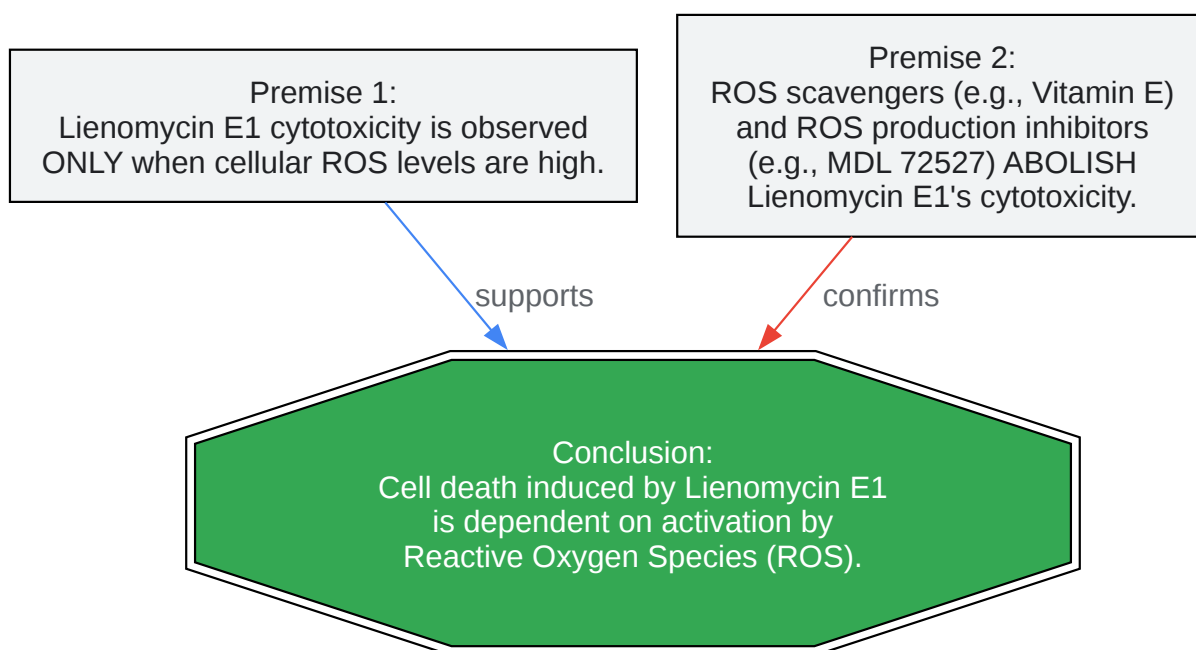 Premise 1:
Lienomycin E1 cytotoxicity is observed
ONLY when cellular ROS levels are high.
Premise 2:
ROS scavengers (e.g., Vitamin E)
and ROS production inhibitors
(e.g., MDL 72527) ABOLISH
Lienomycin E1's cytotoxicity.
supports
confirms
Conclusion:
Cell death induced by Lienomycin E1
is dependent on activation by
Reactive Oxygen Species (ROS).